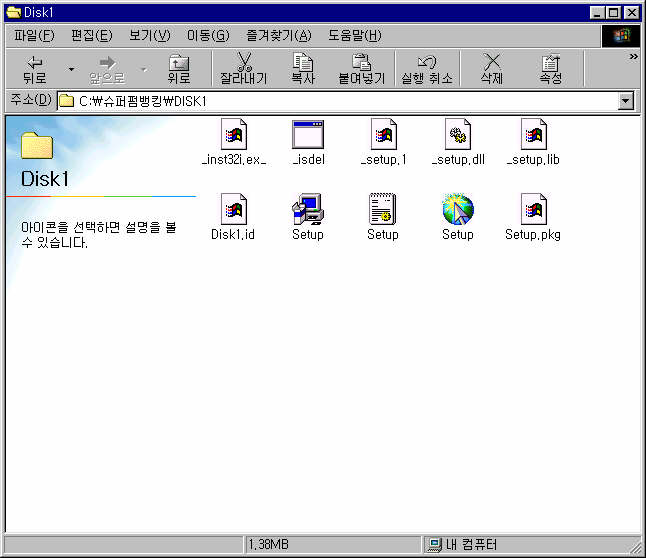 Disk1
파일(F) 편집(E) 보기(V) 이동(G) 즐겨찾기(A) 도움말(H)
뒤로 앞으로 위로 잘라내기 복사 붙여넣기 실행 취소 삭제 속성 »
주소(D) C:₩슈퍼펌뱅킹₩DISK1
Disk1
아이콘을 선택하면 설명을 볼
수 있습니다.
_inst32i.ex_ _isdel _setup.1 _setup.dll _setup.lib
Disk1.id Setup Setup Setup Setup.pkg
1.38MB 내 컴퓨터